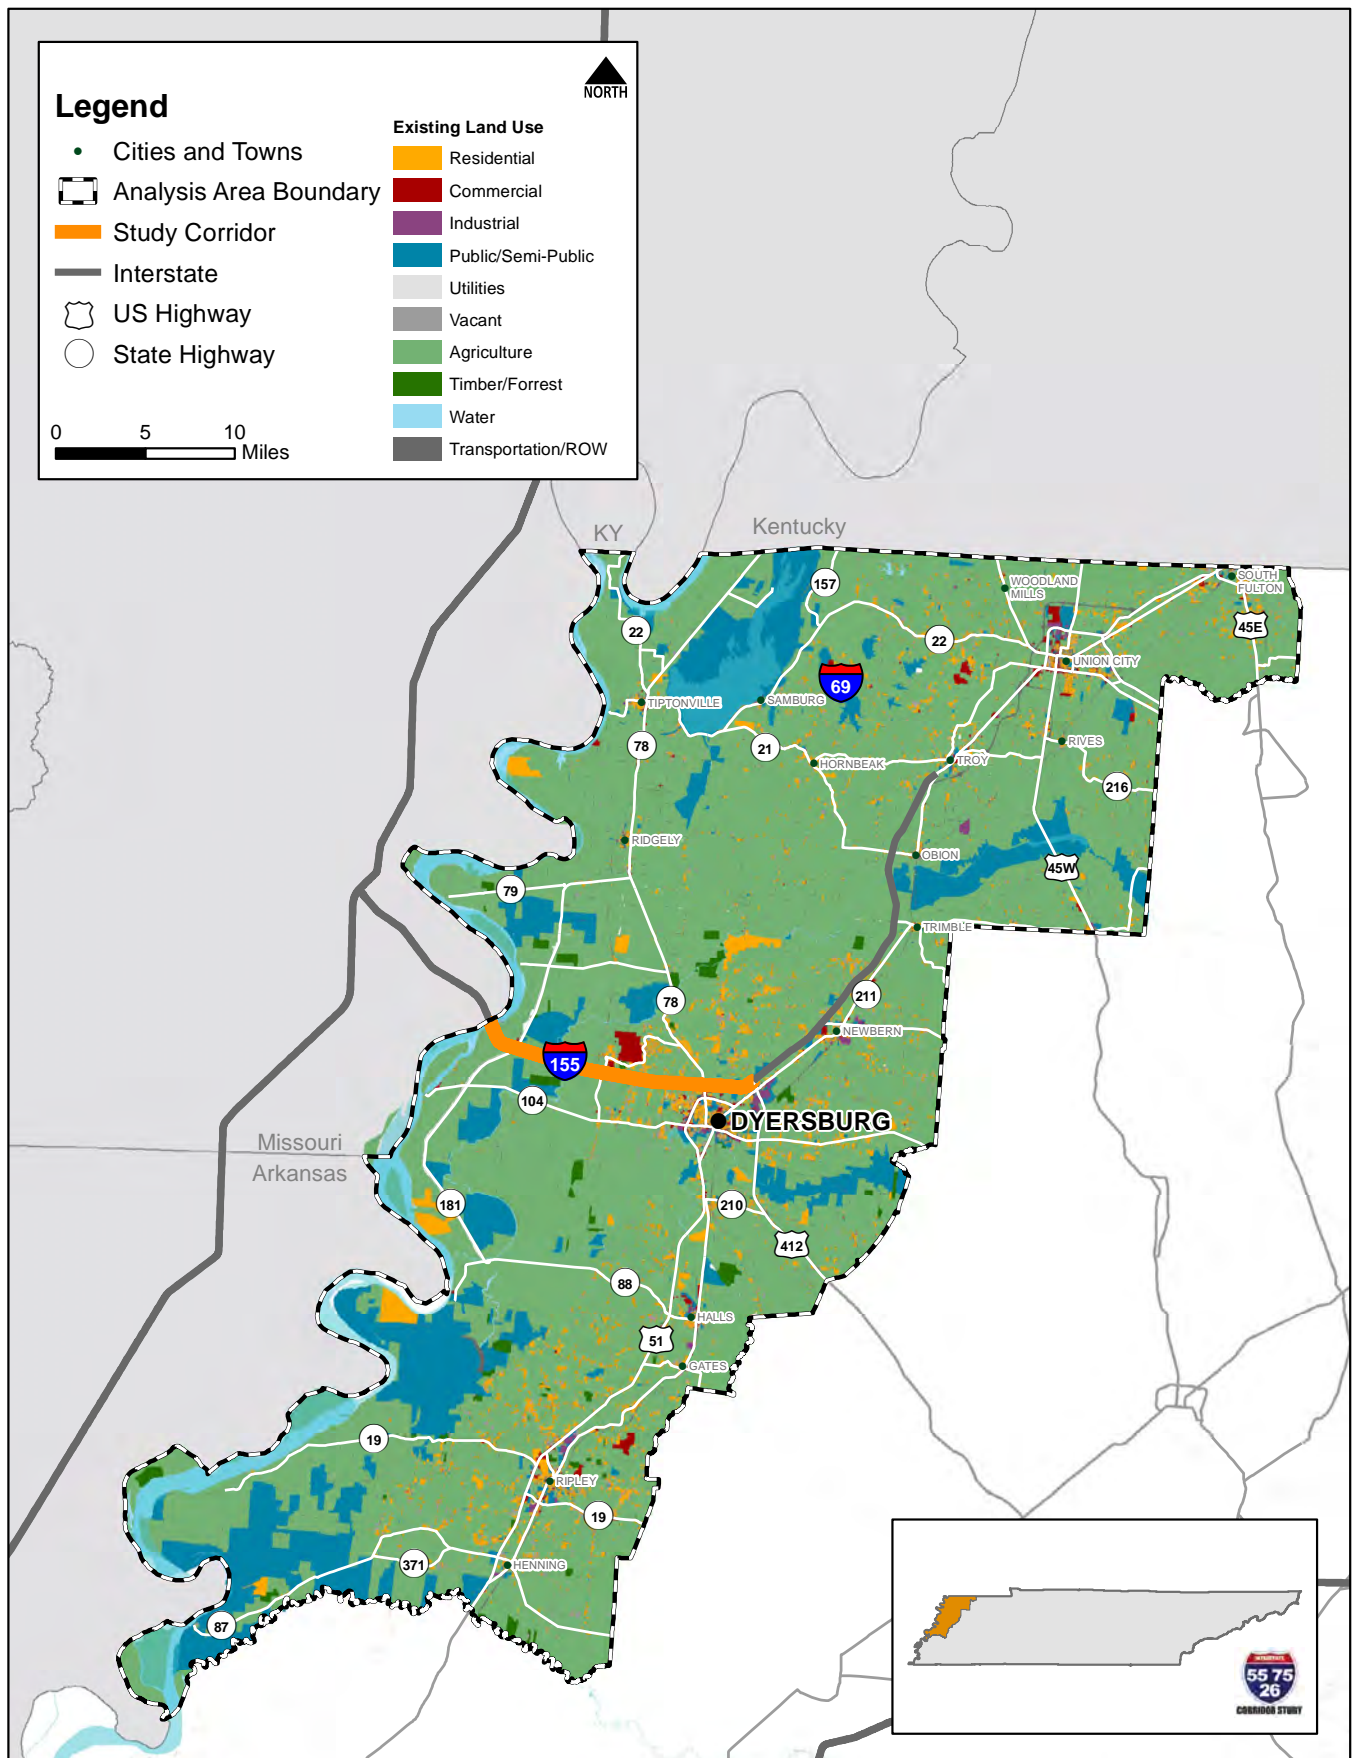 NORTH
Legend
Cities and Towns
Analysis Area Boundary
Study Corridor
Interstate
US Highway
State Highway
0 5 10
Miles
Existing Land Use
Residential
Commercial
Industrial
Public/Semi-Public
Utilities
Vacant
Agriculture
Timber/Forrest
Water
Transportation/ROW
KY
Kentucky
157
WOODLAND
MILLS
SOUTH
FULTON
45E
22
22
UNION CITY
69
TIPTONVILLE
SAMBURG
78
21
RIVES
HORNBEAK
TROY
216
RIDGELY
OBION
45W
79
TRIMBLE
78
211
NEWBERN
155
104
DYERSBURG
Missouri
Arkansas
181
210
412
88
HALLS
51
GATES
19
RIPLEY
19
371
HENNING
87
INTERSTATE
55 75
26
CORRIDOR STUDY